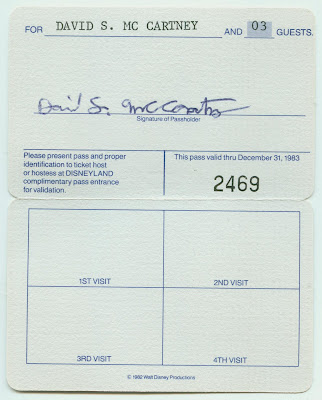 FOR DAVID S. MC CARTNEY AND 03 GUESTS.
David S. McCartney
Signature of Passholder
Please present pass and proper
identification to ticket host
or hostess at DISNEYLAND
complimentary pass entrance
for validation.
This pass valid thru December 31, 1983
2469
1ST VISIT
2ND VISIT
3RD VISIT
4TH VISIT
© 1982 Walt Disney Productions